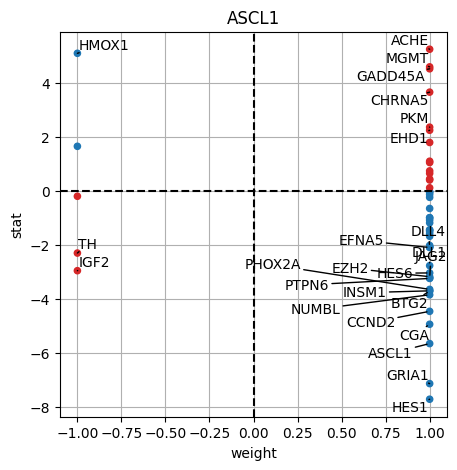 ASCL1
ACHE
HMOX1
MGMT
GADD45A
CHRNA5
PKM
EHD1
DLL4
EFNA5
TH
DLL1
JAG2
IGF2
PHOX2A
EZH2
HES6
PTPN6
INSM1
BTG2
NUMBL
CCND2
CGA
ASCL1
GRIA1
HES1
stat
4
2
0
−2
−4
−6
−8
−1.00
−0.75
−0.50
−0.25
0.00
0.25
0.50
0.75
1.00
weight